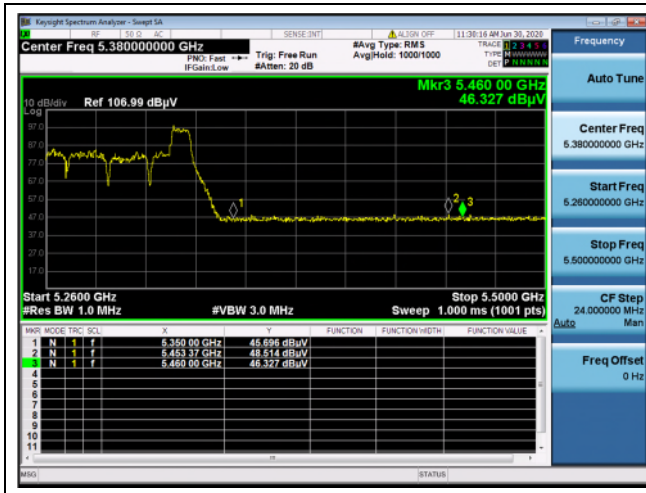 Keysight Spectrum Analyzer - Swept SA
RF 50 Ω AC SENSE:INT ALIGN OFF 11:30:16 AM Jun 30, 2020
Center Freq 5.380000000 GHz
PNO: Fast
IFGain:Low
Trig: Free Run
#Atten: 20 dB
#Avg Type: RMS
Avg|Hold: 1000/1000
TRACE 1 2 3 4 5 6
TYPE M WWWWW
DET P N N N N N
Mkr3 5.460 00 GHz
46.327 dBµV
10 dB/div Ref 106.99 dBµV
Log
97.0
87.0
77.0
67.0
57.0
47.0
37.0
27.0
17.0
1
2
3
Start 5.2600 GHz
Stop 5.5000 GHz
#Res BW 1.0 MHz #VBW 3.0 MHz Sweep 1.000 ms (1001 pts)
MKR MODE TRC SCL X Y FUNCTION FUNCTION WIDTH FUNCTION VALUE
1 N 1 f 5.350 00 GHz 45.696 dBµV
2 N 1 f 5.453 37 GHz 48.514 dBµV
3 N 1 f 5.460 00 GHz 46.327 dBµV
4
5
6
7
8
9
10
11
MSG STATUS
Frequency
Auto Tune
Center Freq
5.380000000 GHz
Start Freq
5.260000000 GHz
Stop Freq
5.500000000 GHz
CF Step
24.000000 MHz
Auto Man
Freq Offset
0 Hz